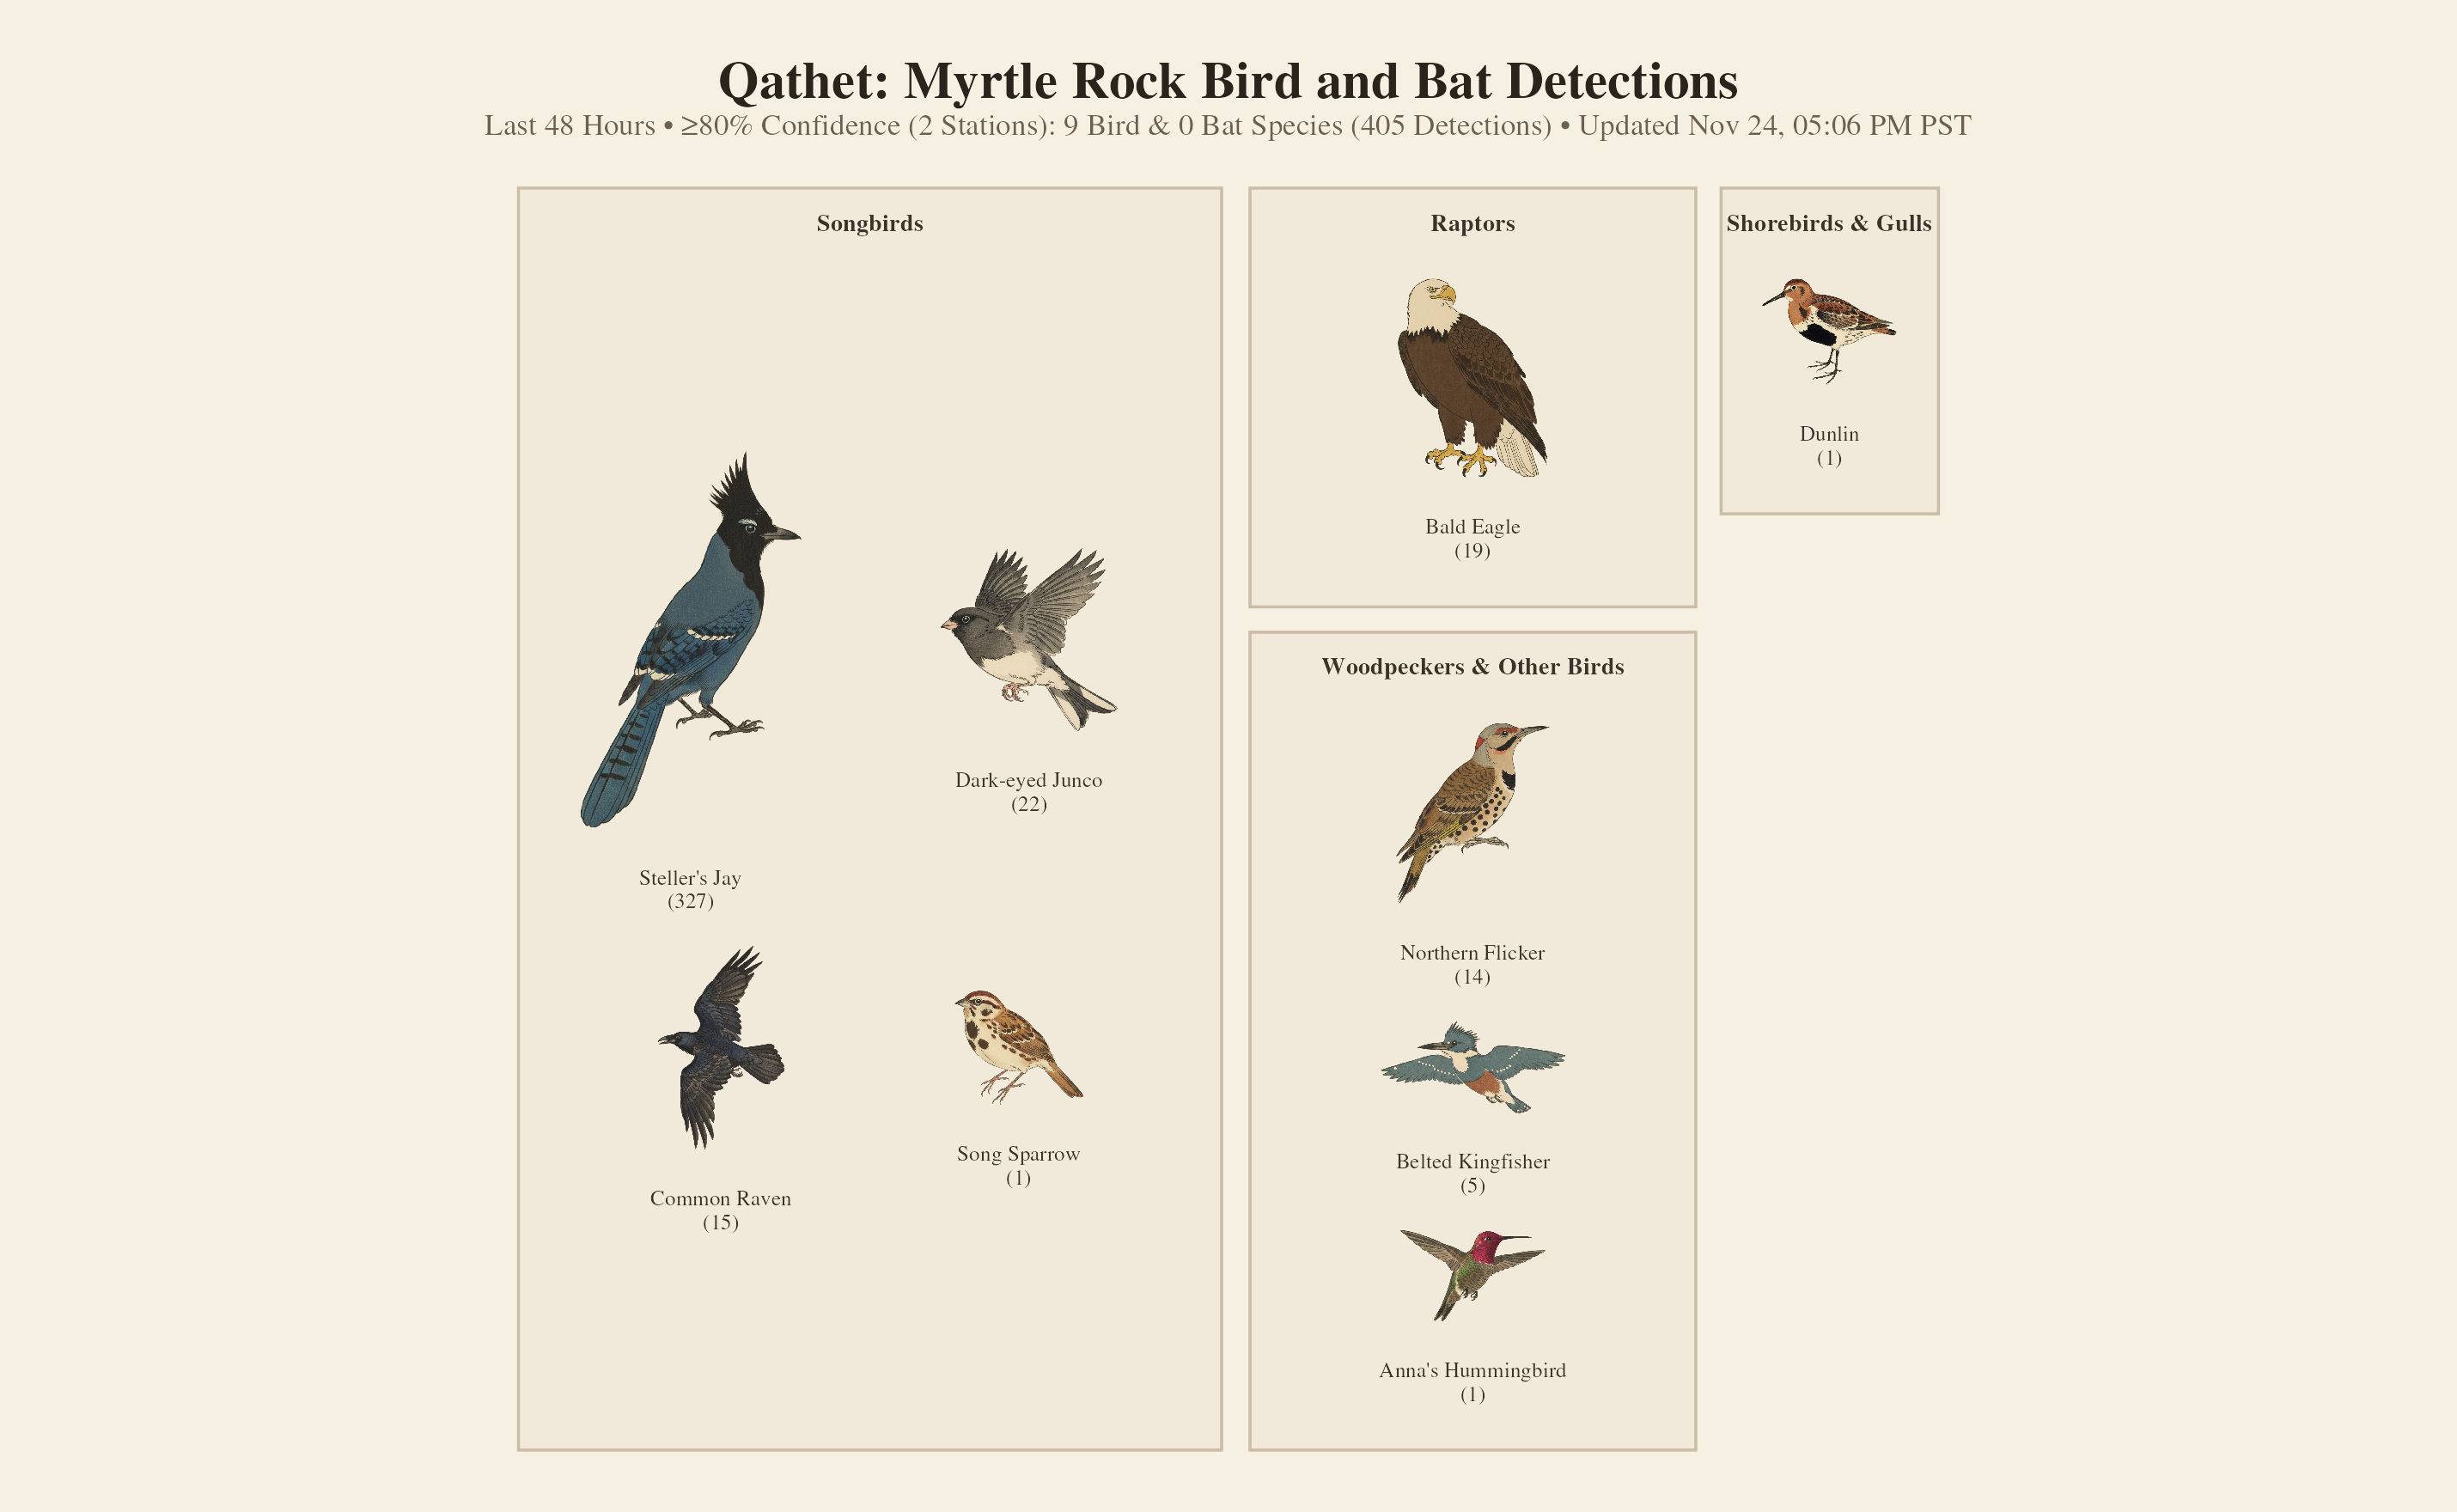 Qathet: Myrtle Rock Bird and Bat Detections
Last 48 Hours • ≥80% Confidence (2 Stations): 9 Bird & 0 Bat Species (405 Detections) • Updated Nov 24, 05:06 PM PST
Songbirds
Steller's Jay
(327)
Dark-eyed Junco
(22)
Common Raven
(15)
Song Sparrow
(1)
Raptors
Bald Eagle
(19)
Woodpeckers & Other Birds
Northern Flicker
(14)
Belted Kingfisher
(5)
Anna's Hummingbird
(1)
Shorebirds & Gulls
Dunlin
(1)